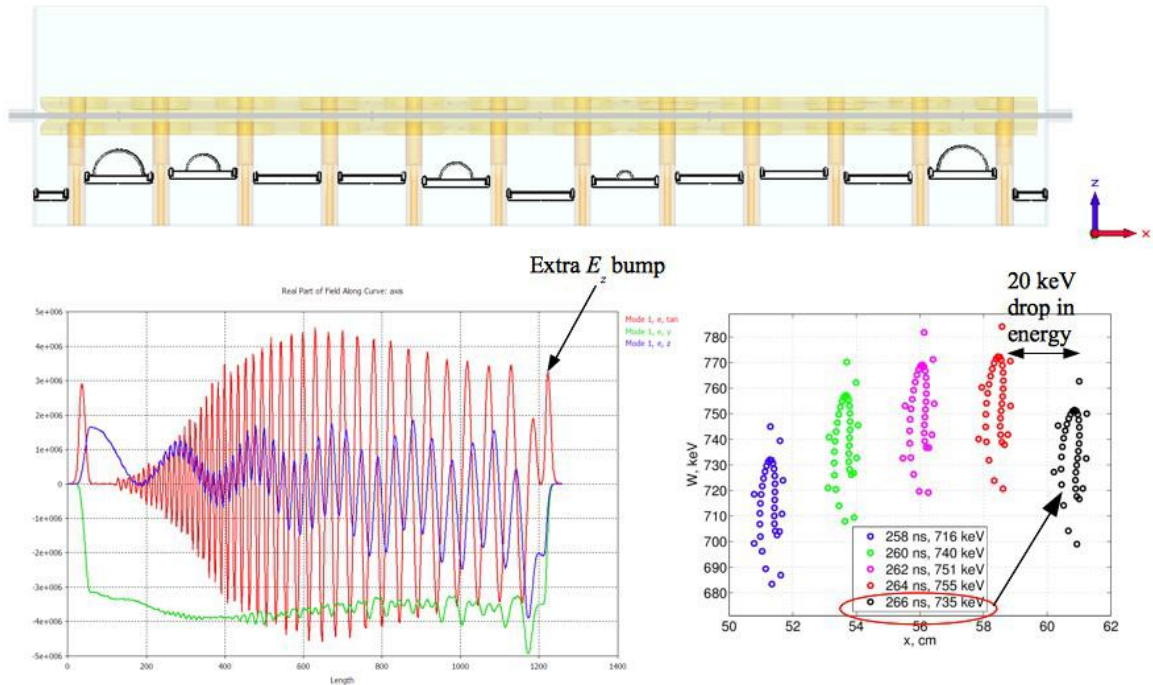 z
x
Extra E_z bump
20 keV
drop in
energy
Real Part of Field Along Curve: axis
Mode 1, e, tan
Mode 1, e, y
Mode 1, e, z
5e+006
4e+006
3e+006
2e+006
1e+006
0
-1e+006
-2e+006
-3e+006
-4e+006
-5e+006
0 200 400 600 800 1000 1200 1400
Length
W, keV
780
770
760
750
740
730
720
710
700
690
680
258 ns, 716 keV
260 ns, 740 keV
262 ns, 751 keV
264 ns, 755 keV
266 ns, 735 keV
50 52 54 56 58 60 62
x, cm